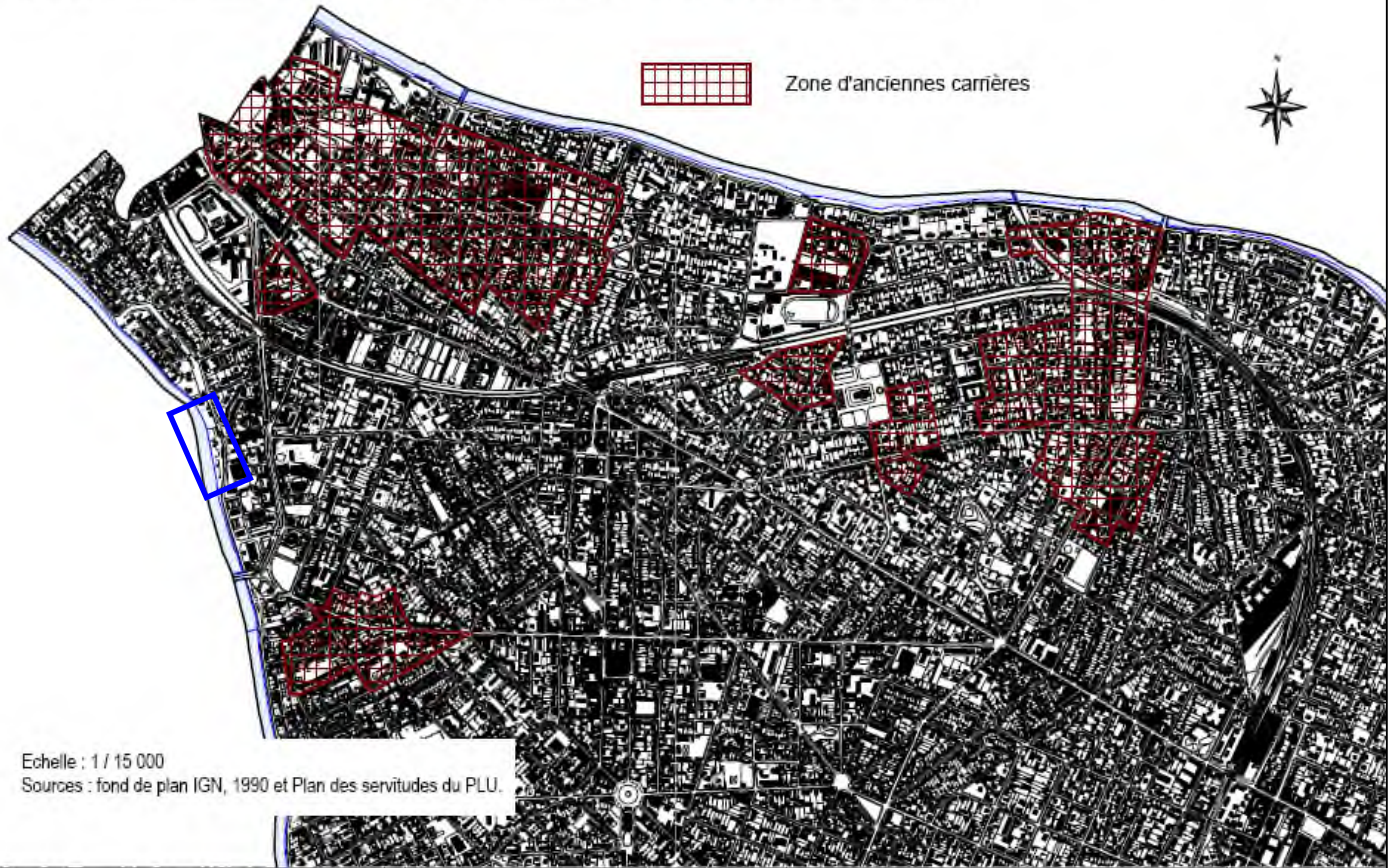 N
Zone d'anciennes carrières
Echelle : 1 / 15 000
Sources : fond de plan IGN, 1990 et Plan des servitudes du PLU.